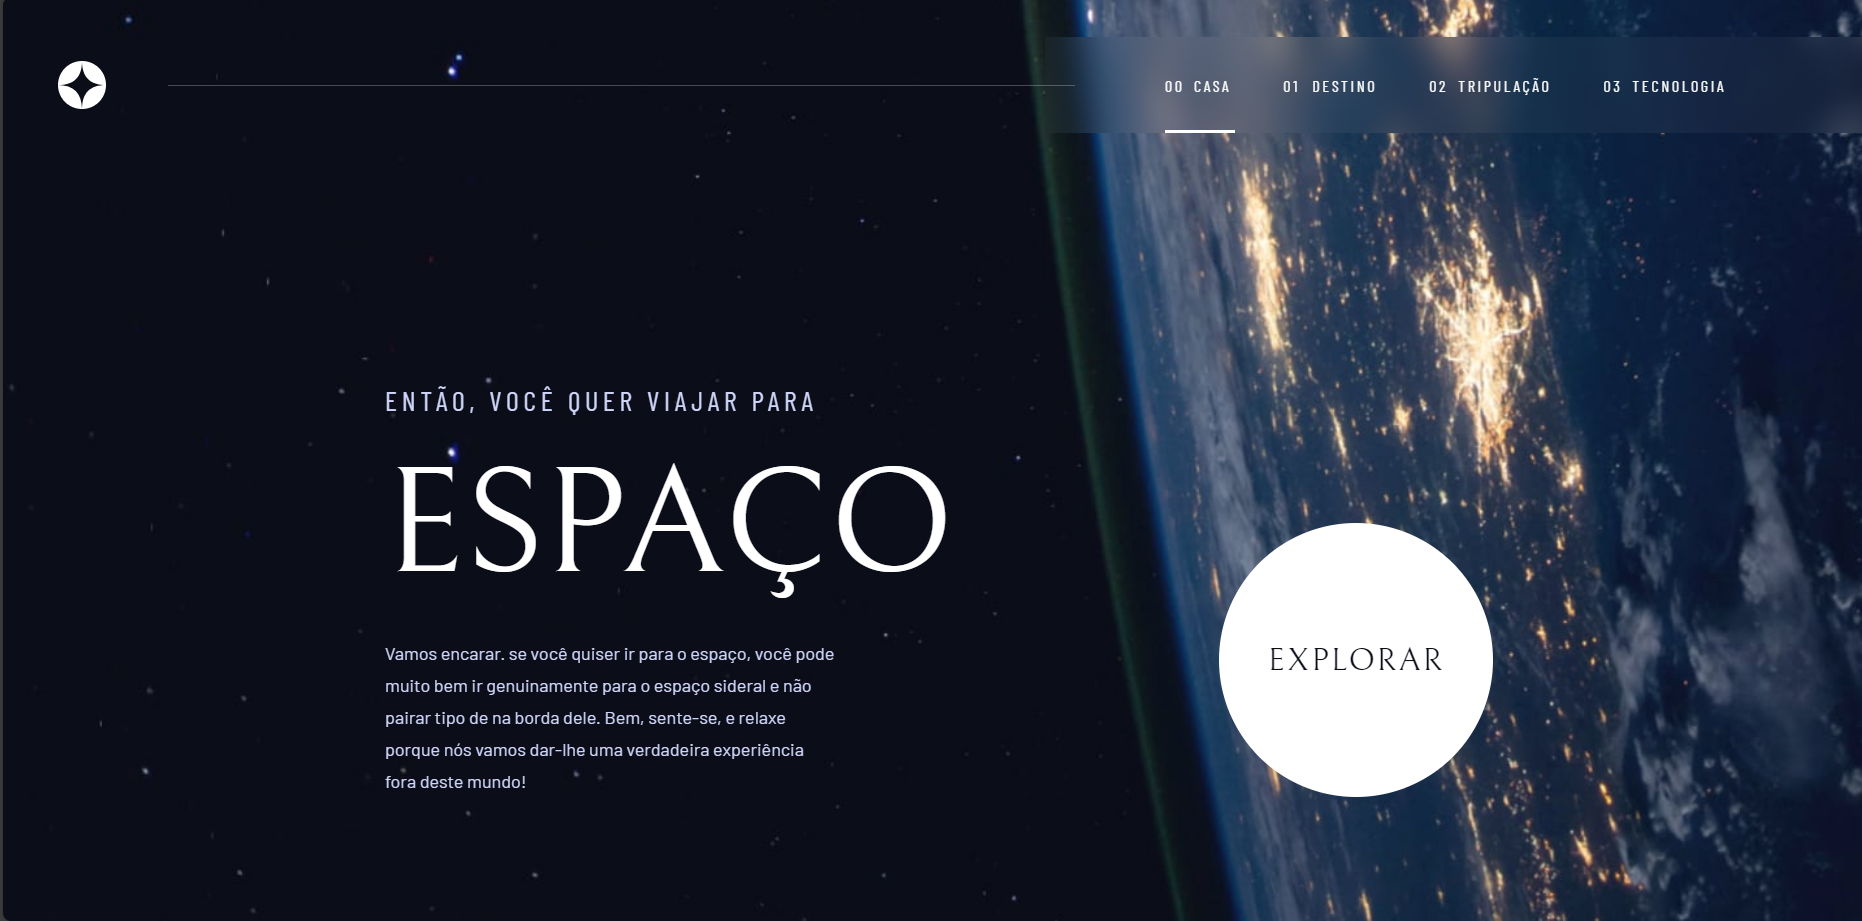 00 CASA 01 DESTINO 02 TRIPULAÇÃO 03 TECNOLOGIA
ENTÃO, VOCÊ QUER VIAJAR PARA
ESPAÇO
Vamos encarar. se você quiser ir para o espaço, você pode
muito bem ir genuinamente para o espaço sideral e não
pairar tipo de na borda dele. Bem, sente-se, e relaxe
porque nós vamos dar-lhe uma verdadeira experiência
fora deste mundo!
EXPLORAR